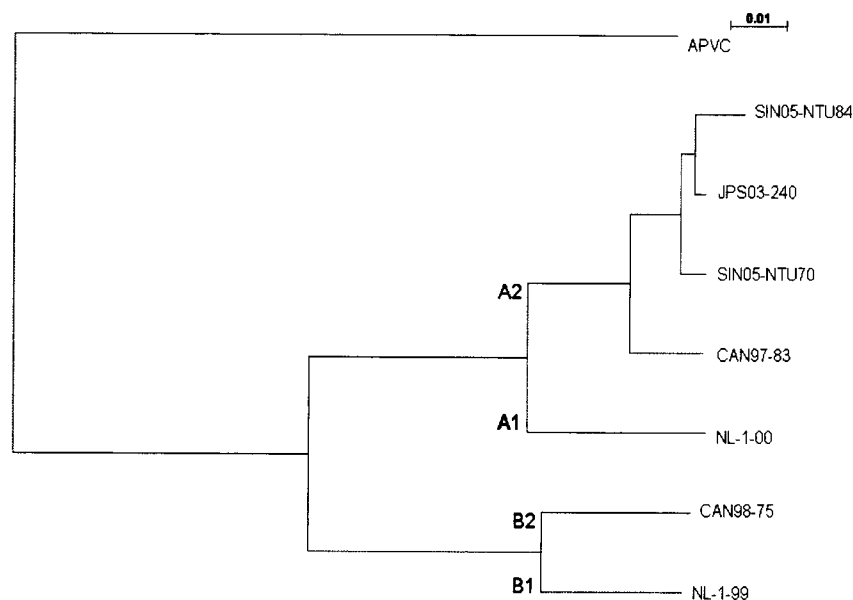 0.01
APVC
SIN05-NTU84
JPS03-240
SIN05-NTU70
A2
CAN97-83
A1
NL-1-00
CAN98-75
B2
B1
NL-1-99